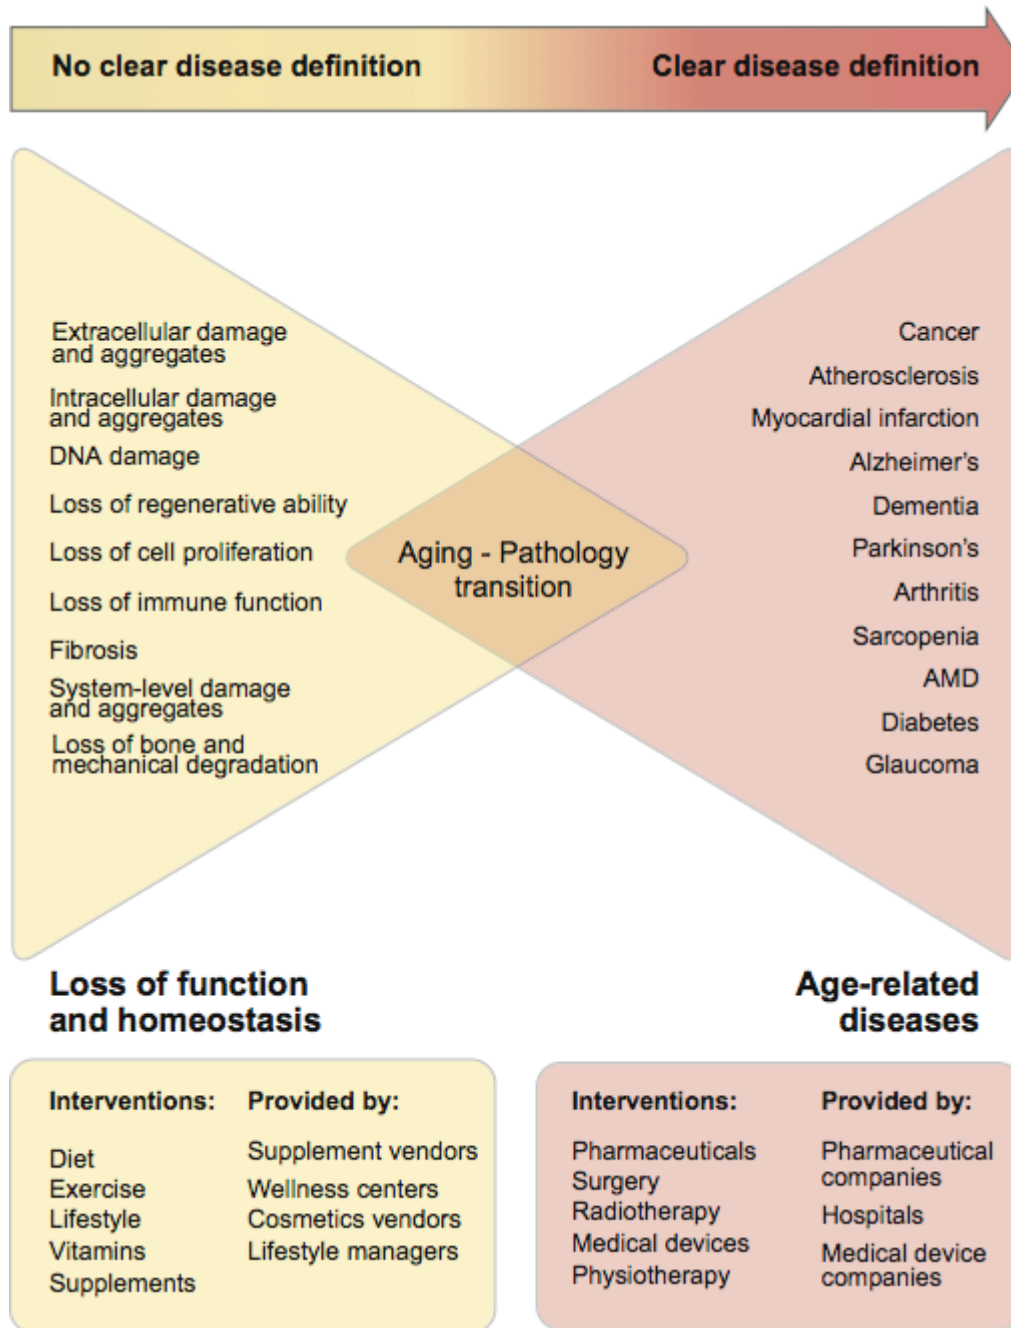 No clear disease definition
Clear disease definition
Extracellular damage
and aggregates
Intracellular damage
and aggregates
DNA damage
Loss of regenerative ability
Loss of cell proliferation
Loss of immune function
Fibrosis
System-level damage
and aggregates
Loss of bone and
mechanical degradation
Aging - Pathology
transition
Cancer
Atherosclerosis
Myocardial infarction
Alzheimer’s
Dementia
Parkinson’s
Arthritis
Sarcopenia
AMD
Diabetes
Glaucoma
Loss of function
and homeostasis
Age-related
diseases
Interventions:
Diet
Exercise
Lifestyle
Vitamins
Supplements
Provided by:
Supplement vendors
Wellness centers
Cosmetics vendors
Lifestyle managers
Interventions:
Pharmaceuticals
Surgery
Radiotherapy
Medical devices
Physiotherapy
Provided by:
Pharmaceutical
companies
Hospitals
Medical device
companies